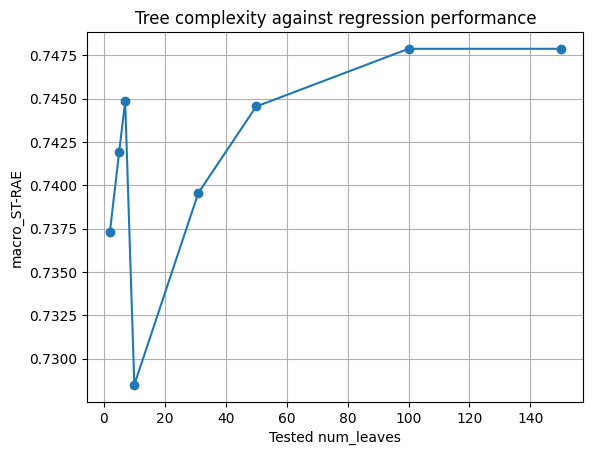 Tree complexity against regression performance
macro_ST-RAE
0.7475
0.7450
0.7425
0.7400
0.7375
0.7350
0.7325
0.7300
0 20 40 60 80 100 120 140
Tested num_leaves